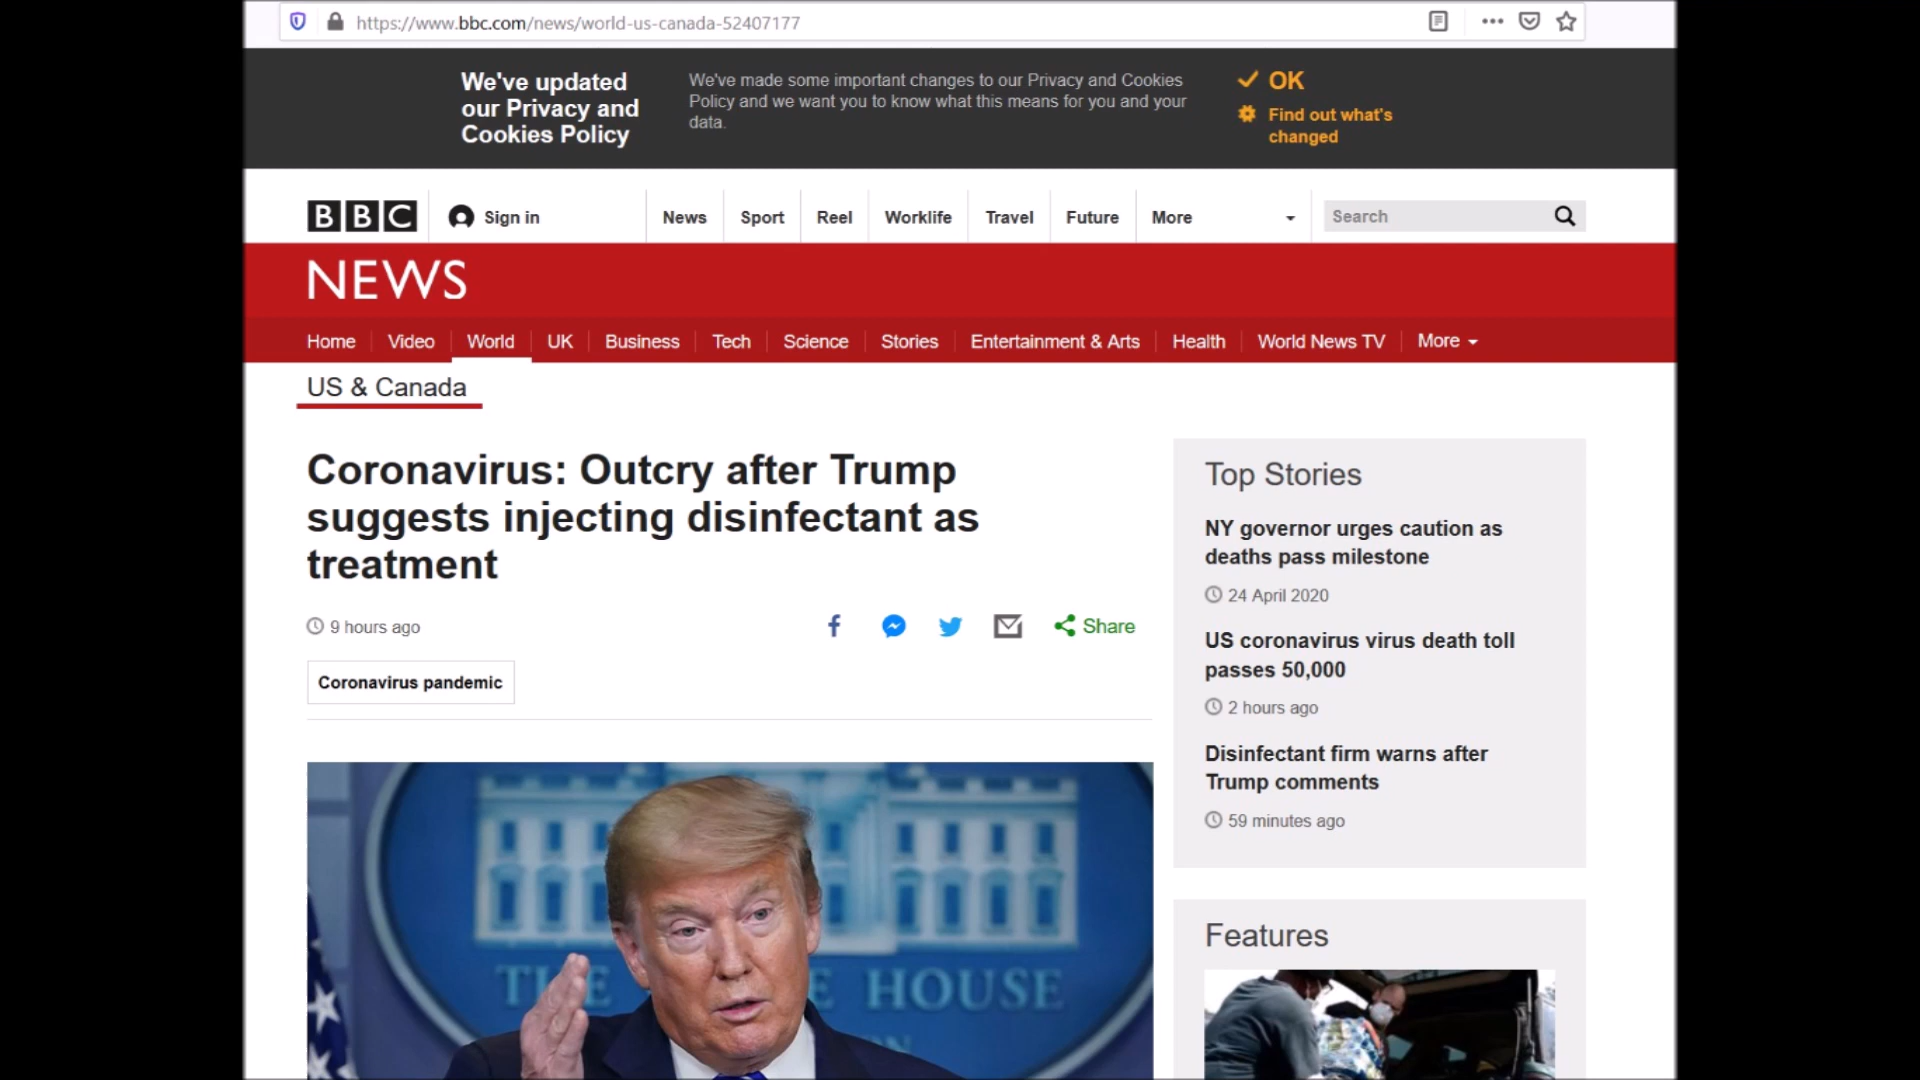 https://www.bbc.com/news/world-us-canada-52407177
We've updated
our Privacy and
Cookies Policy
We've made some important changes to our Privacy and Cookies
Policy and we want you to know what this means for you and your
data.
OK
Find out what's
changed
BBC
Sign in
News
Sport
Reel
Worklife
Travel
Future
More
Search
NEWS
Home
Video
World
UK
Business
Tech
Science
Stories
Entertainment & Arts
Health
World News TV
More
US & Canada
Coronavirus: Outcry after Trump
suggests injecting disinfectant as
treatment
9 hours ago
Share
Coronavirus pandemic
THE
E HOUSE
ON
Top Stories
NY governor urges caution as
deaths pass milestone
24 April 2020
US coronavirus virus death toll
passes 50,000
2 hours ago
Disinfectant firm warns after
Trump comments
59 minutes ago
Features